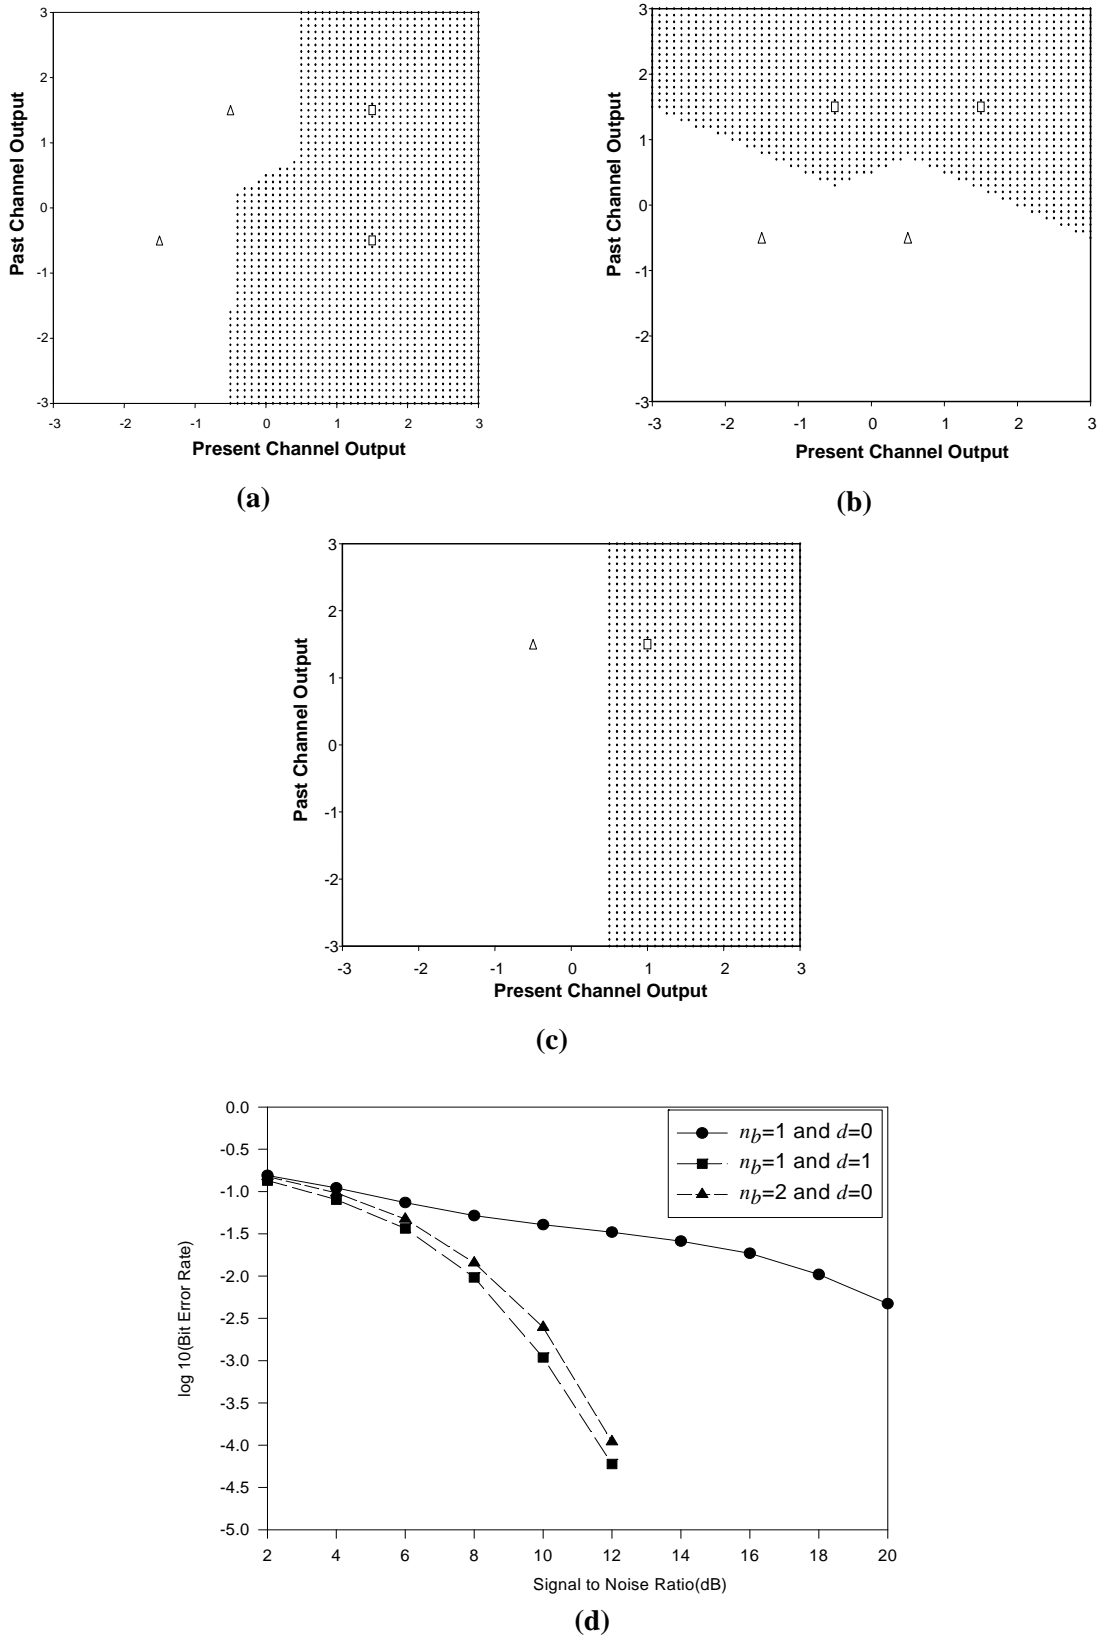 3
2
1
0
-1
-2
-3
Past Channel Output
-3 -2 -1 0 1 2 3
Present Channel Output
(a)
3
2
1
0
-1
-2
-3
Past Channel Output
-3 -2 -1 0 1 2 3
Present Channel Output
(b)
3
2
1
0
-1
-2
-3
Past Channel Output
-3 -2 -1 0 1 2 3
Present Channel Output
(c)
0.0
-0.5
-1.0
-1.5
-2.0
-2.5
-3.0
-3.5
-4.0
-4.5
-5.0
log 10(Bit Error Rate)
nb=1 and d=0
nb=1 and d=1
nb=2 and d=0
2 4 6 8 10 12 14 16 18 20
Signal to Noise Ratio(dB)
(d)